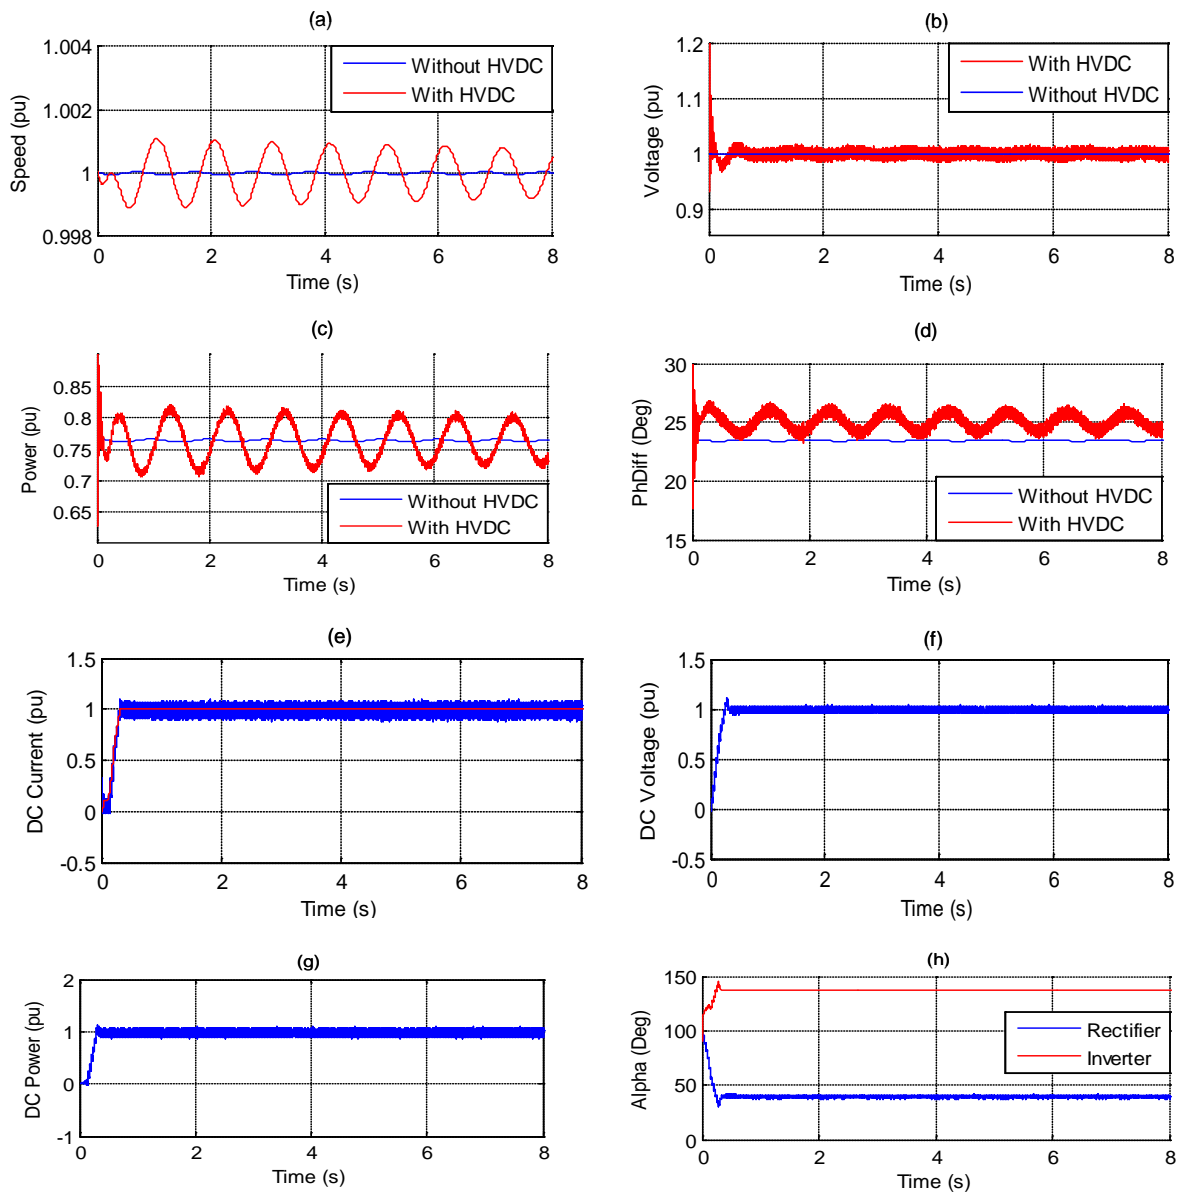 (a)
1.004
1.002
1
0.998
Speed (pu)
Without HVDC
With HVDC
0 2 4 6 8
Time (s)
(b)
1.2
1.1
1
0.9
Voltage (pu)
With HVDC
Without HVDC
0 2 4 6 8
Time (s)
(c)
0.85
0.8
0.75
0.7
0.65
Power (pu)
Without HVDC
With HVDC
0 2 4 6 8
Time (s)
(d)
30
25
20
15
PhDiff (Deg)
Without HVDC
With HVDC
0 2 4 6 8
Time (s)
(e)
1.5
1
0.5
0
-0.5
DC Current (pu)
0 2 4 6 8
Time (s)
(f)
1.5
1
0.5
0
-0.5
DC Voltage (pu)
0 2 4 6 8
Time (s)
(g)
2
1
0
-1
DC Power (pu)
0 2 4 6 8
Time (s)
(h)
150
100
50
0
Alpha (Deg)
Rectifier
Inverter
0 2 4 6 8
Time (s)